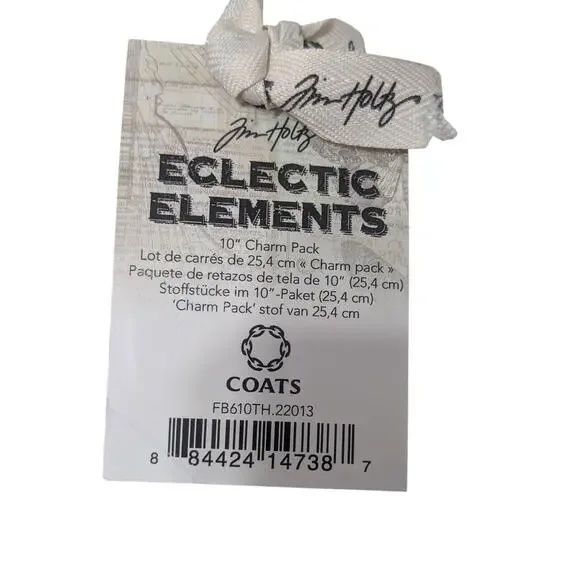 Tim Holtz
Tim Holtz
ECLECTIC
ELEMENTS
10" Charm Pack
Lot de carrés de 25,4 cm « Charm pack »
Paquete de retazos de tela de 10" (25,4 cm)
Stoffstücke im 10"-Paket (25,4 cm)
'Charm Pack' stof van 25,4 cm
COATS
FB610TH.22013
8 84424 14738 7